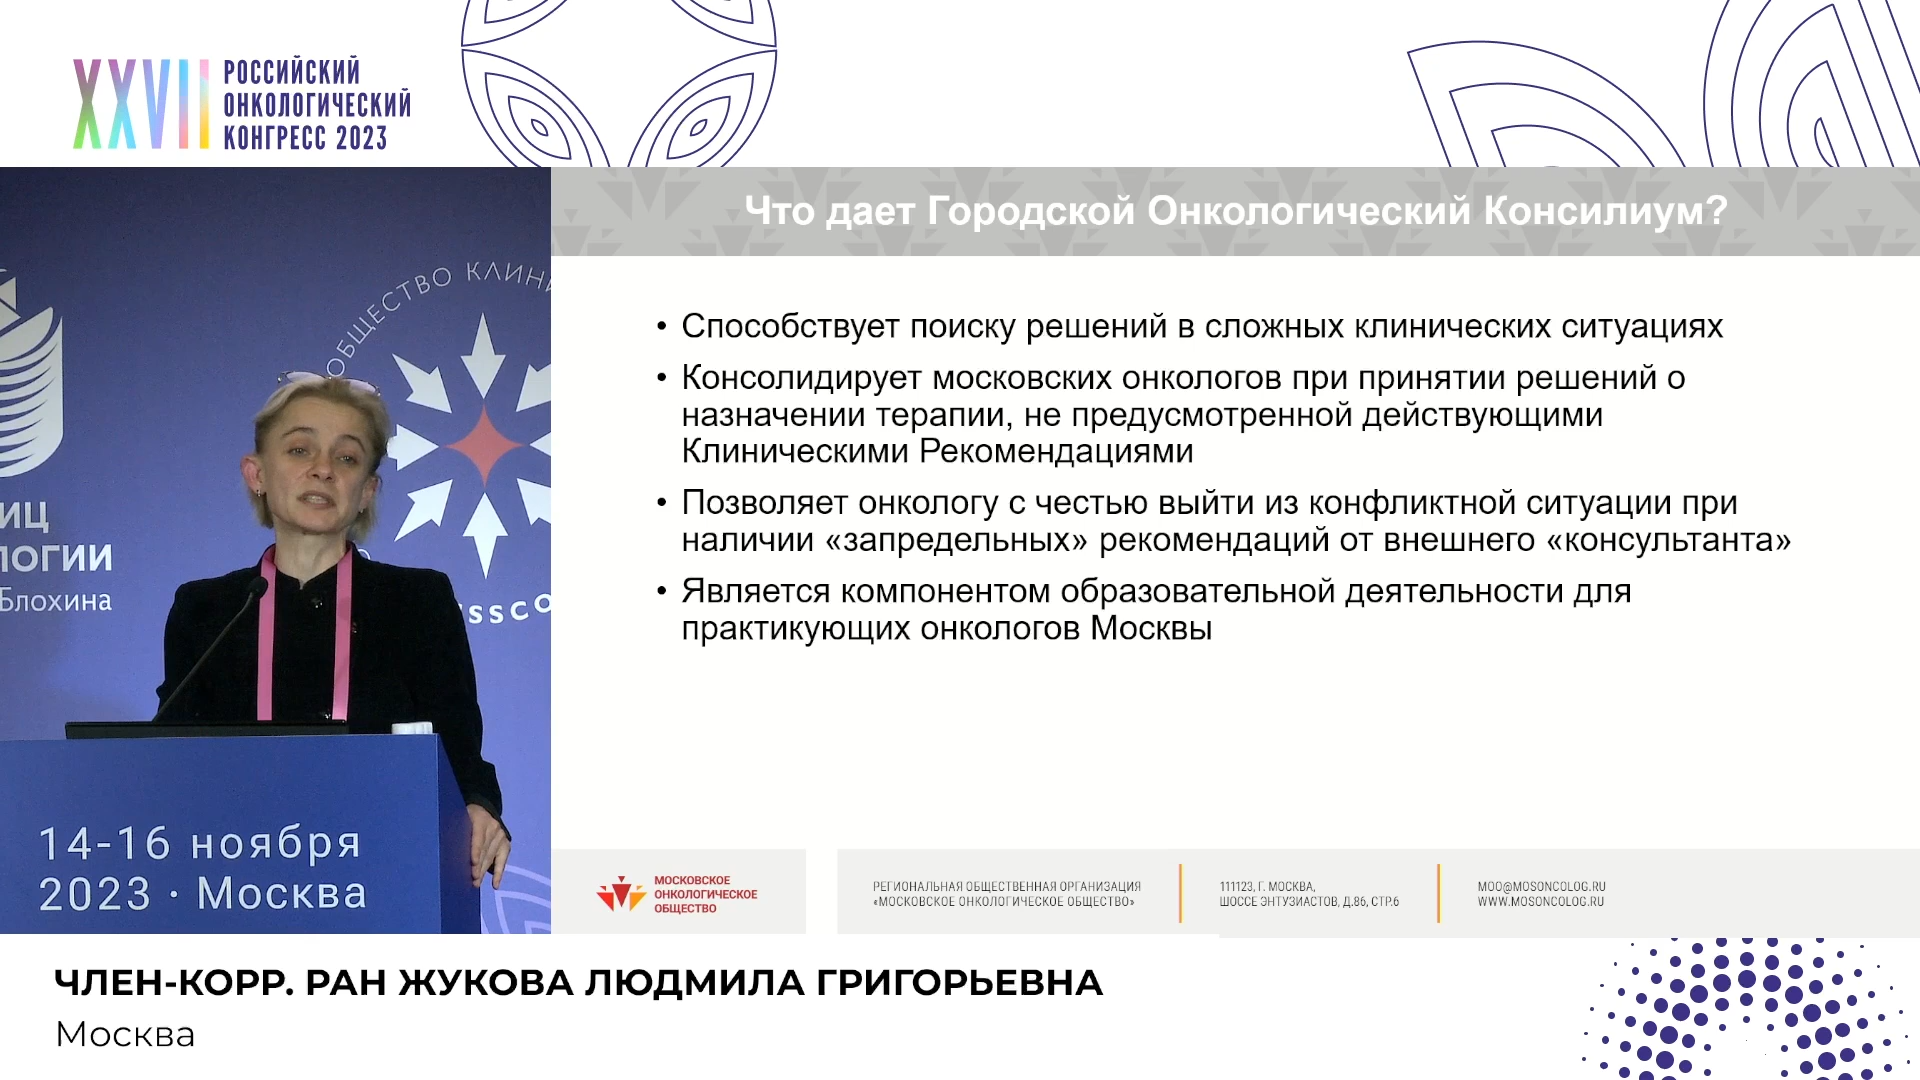 XXVII
РОССИЙСКИЙ
ОНКОЛОГИЧЕСКИЙ
КОНГРЕСС 2023
Что дает Городской Онкологический Консилиум?
• Способствует поиску решений в сложных клинических ситуациях
• Консолидирует московских онкологов при принятии решений о
назначении терапии, не предусмотренной действующими
Клиническими Рекомендациями
• Позволяет онкологу с честью выйти из конфликтной ситуации при
наличии «запредельных» рекомендаций от внешнего «консультанта»
• Является компонентом образовательной деятельности для
практикующих онкологов Москвы
ОБЩЕСТВО КЛИНИ
ИЦ
ЛОГИИ
Блохина
SSCO
14-16 ноября
2023 · Москва
МОСКОВСКОЕ
ОНКОЛОГИЧЕСКОЕ
ОБЩЕСТВО
РЕГИОНАЛЬНАЯ ОБЩЕСТВЕННАЯ ОРГАНИЗАЦИЯ
«МОСКОВСКОЕ ОНКОЛОГИЧЕСКОЕ ОБЩЕСТВО»
111123, Г. МОСКВА,
ШОССЕ ЭНТУЗИАСТОВ, Д.86, СТР.6
MOO@MOSONCOLOG.RU
WWW.MOSONCOLOG.RU
ЧЛЕН-КОРР. РАН ЖУКОВА ЛЮДМИЛА ГРИГОРЬЕВНА
Москва